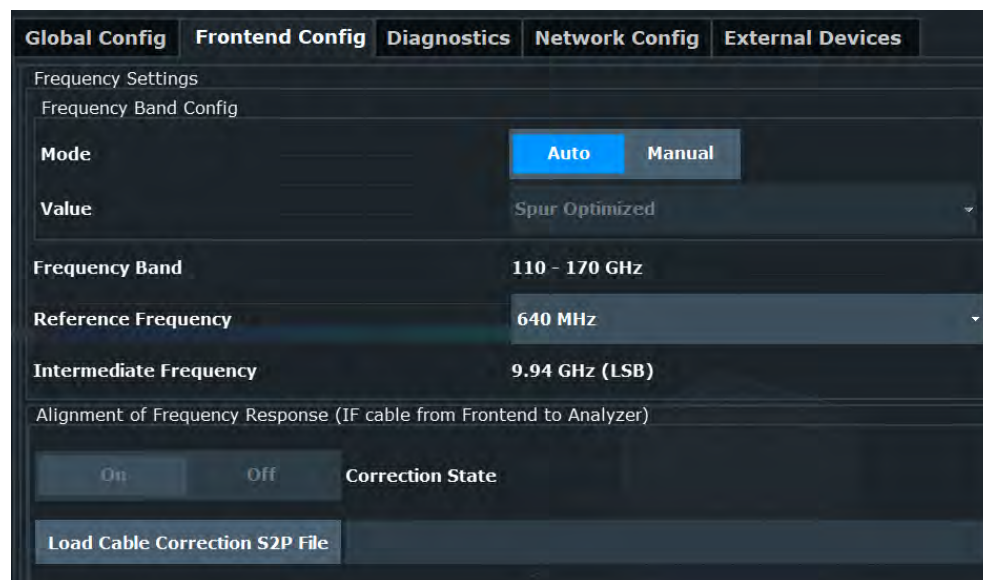 Global Config Frontend Config Diagnostics Network Config External Devices
Frequency Settings
Frequency Band Config
Mode Auto Manual
Value Spur Optimized
Frequency Band 110 - 170 GHz
Reference Frequency 640 MHz
Intermediate Frequency 9.94 GHz (LSB)
Alignment of Frequency Response (IF cable from Frontend to Analyzer)
On Off Correction State
Load Cable Correction S2P File